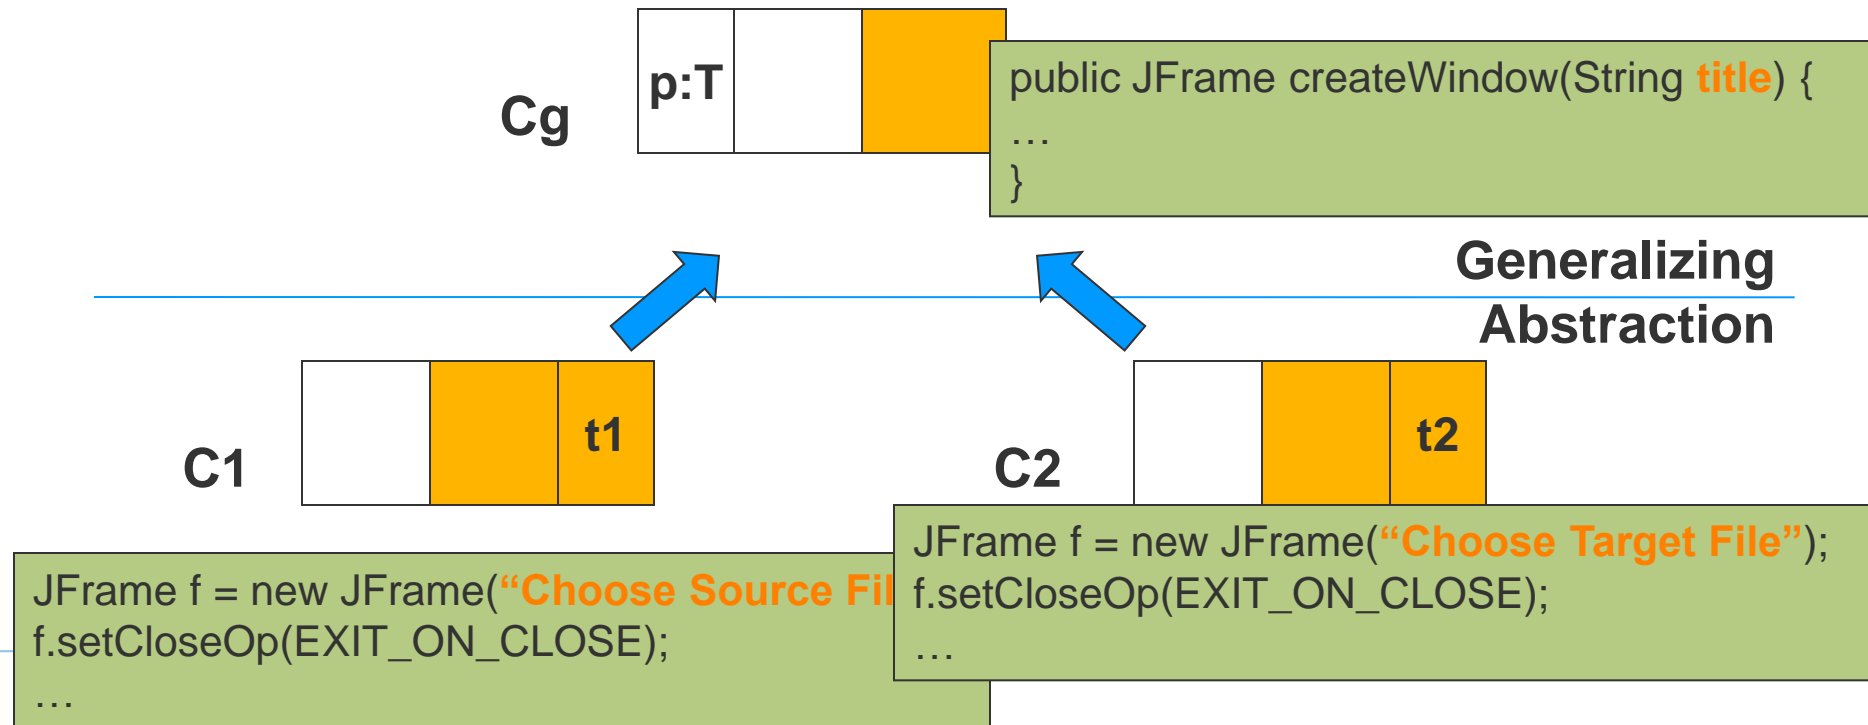 p:T
Cg
public JFrame createWindow(String title) {
…
}
Generalizing
Abstraction
t1
C1
t2
C2
JFrame f = new JFrame(“Choose Source
f.setCloseOp(EXIT_ON_CLOSE);
…
JFrame f = new JFrame(“Choose Target File”);
f.setCloseOp(EXIT_ON_CLOSE);
…